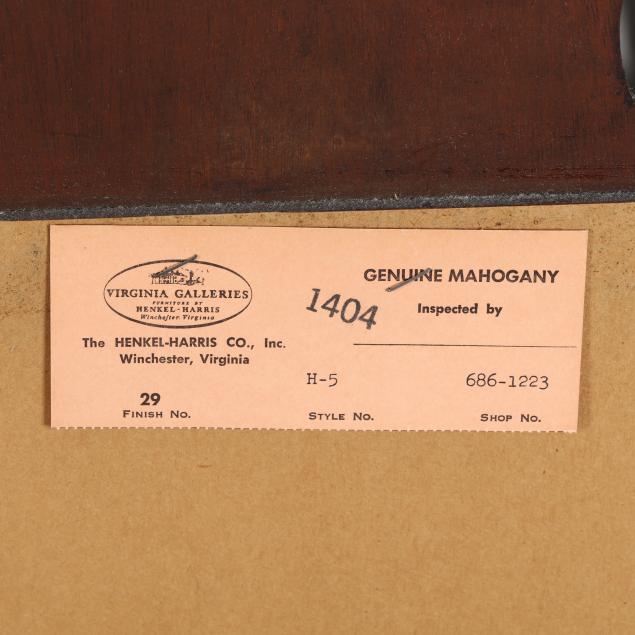 VIRGINIA GALLERIES
FURNITURE BY
HENKEL-HARRIS
Winchester, Virginia
The HENKEL-HARRIS CO., Inc.
Winchester, Virginia
29
FINISH NO.
1404
H-5
STYLE NO.
GENUINE MAHOGANY
Inspected by
686-1223
SHOP NO.